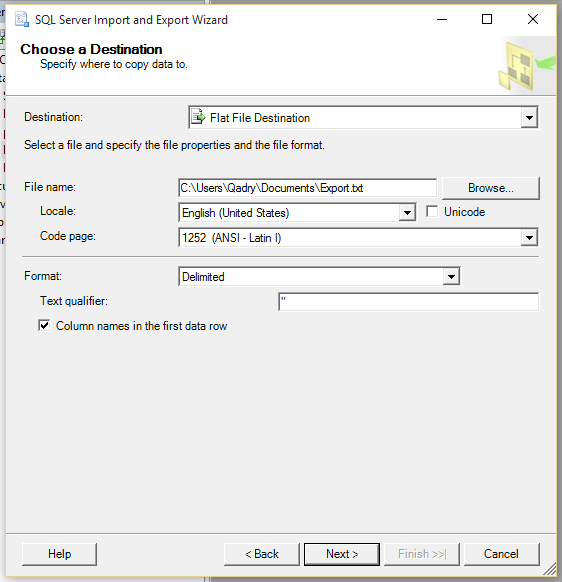 SQL Server Import and Export Wizard
Choose a Destination
Specify where to copy data to.
Destination: Flat File Destination
Select a file and specify the file properties and the file format.
File name: C:\Users\Qadry\Documents\Export.txt Browse...
Locale: English (United States) Unicode
Code page: 1252 (ANSI - Latin I)
Format: Delimited
Text qualifier: "
Column names in the first data row
Help < Back Next > Finish >>| Cancel